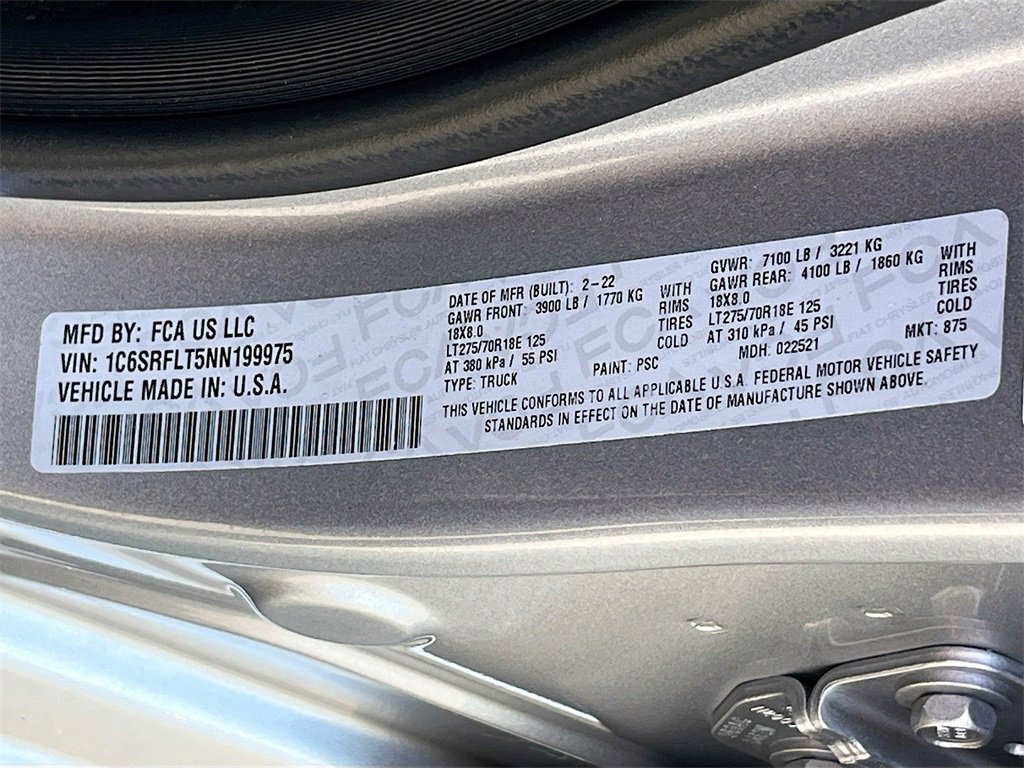 MFD BY: FCA US LLC
VIN: 1C6SRFLT5NN199975
VEHICLE MADE IN: U.S.A.
DATE OF MFR (BUILT): 2-22
GAWR FRONT: 3900 LB / 1770 KG WITH
18X8.0 RIMS
LT275/70R18E 125 TIRES
AT 380 kPa / 55 PSI COLD
TYPE: TRUCK
PAINT: PSC
GVWR: 7100 LB / 3221 KG
GAWR REAR: 4100 LB / 1860 KG WITH
18X8.0 RIMS
LT275/70R18E 125 TIRES
AT 310 kPa / 45 PSI COLD
MDH: 022521
MKT: 875
THIS VEHICLE CONFORMS TO ALL APPLICABLE U.S.A. FEDERAL MOTOR VEHICLE SAFETY
STANDARDS IN EFFECT ON THE DATE OF MANUFACTURE SHOWN ABOVE.